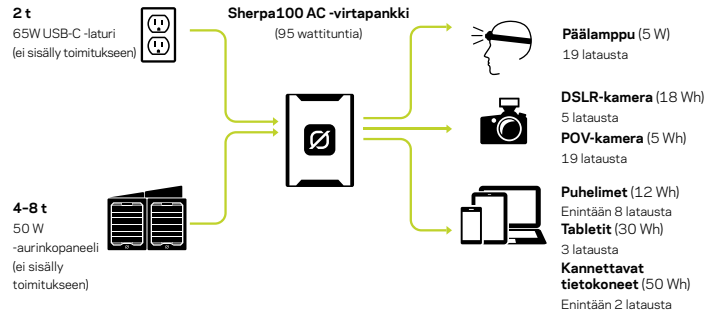 2 t
65W USB-C -laturi
(ei sisälly toimitukseen)
4–8 t
50 W
-aurinkopaneeli
(ei sisälly
toimitukseen)
Sherpa100 AC -virtapankki
(95 wattituntia)
Päälamppu (5 W)
19 latausta
DSLR-kamera (18 Wh)
5 latausta
POV-kamera (5 Wh)
19 latausta
Puhelimet (12 Wh)
Enintään 8 latausta
Tabletit (30 Wh)
3 latausta
Kannettavat
tietokoneet (50 Wh)
Enintään 2 latausta